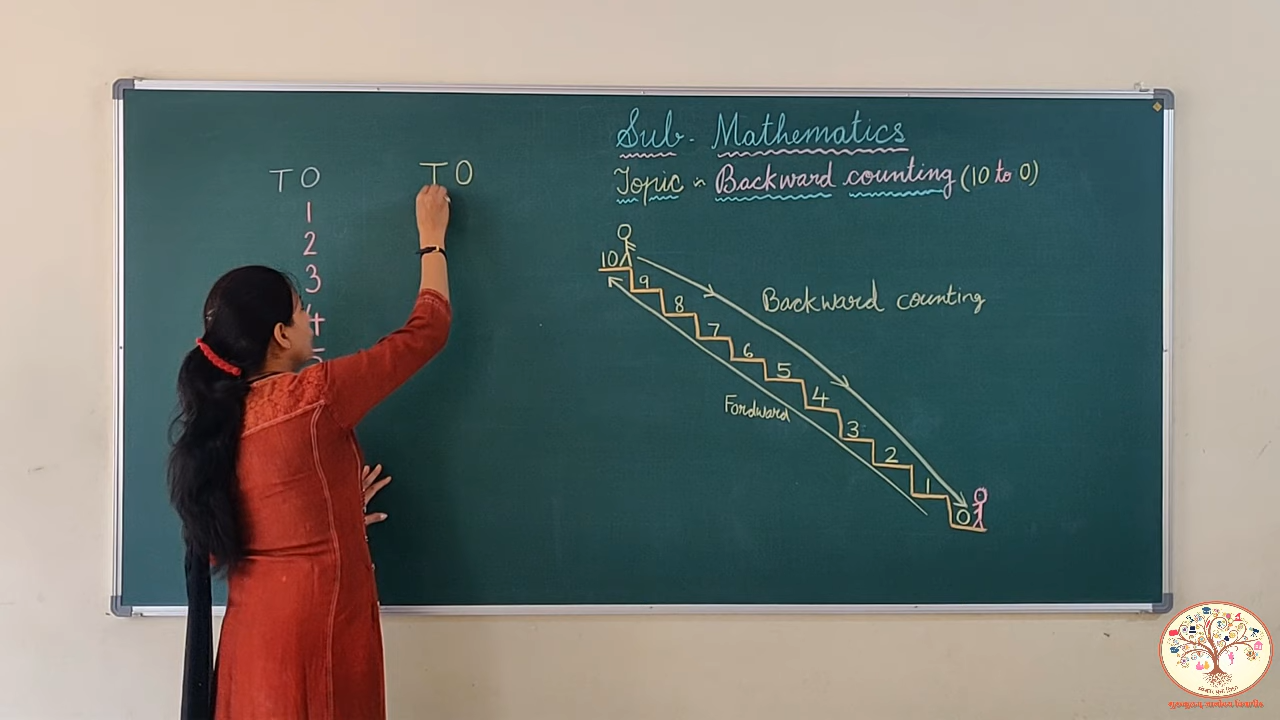 Sub - Mathematics
Topic :- Backward counting (10 to 0)
T O
T O
1
2
3
4
10
9
8
7
6
5
4
3
2
1
0
Backward counting
Fordward